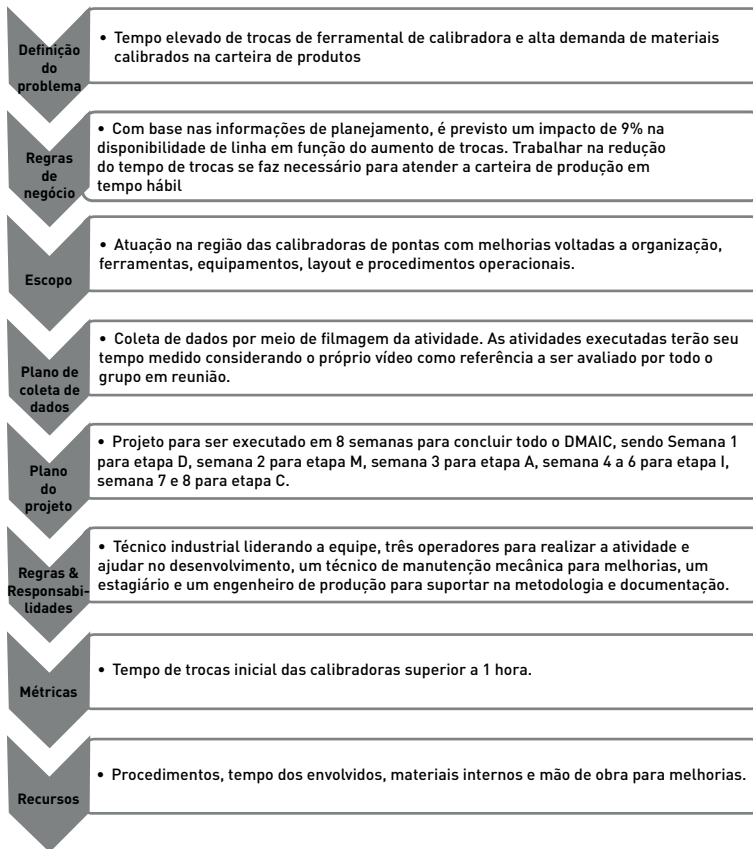 Definição
do
problema
• Tempo elevado de trocas de ferramental de calibradora e alta demanda de materiais
calibrados na carteira de produtos
Regras
de
negócio
• Com base nas informações de planejamento, é previsto um impacto de 9% na
disponibilidade de linha em função do aumento de trocas. Trabalhar na redução
do tempo de trocas se faz necessário para atender a carteira de produção em
tempo hábil
Escopo
• Atuação na região das calibradoras de pontas com melhorias voltadas a organização,
ferramentas, equipamentos, layout e procedimentos operacionais.
Plano de
coleta de
dados
• Coleta de dados por meio de filmagem da atividade. As atividades executadas terão seu
tempo medido considerando o próprio vídeo como referência a ser avaliado por todo o
grupo em reunião.
Plano
do
projeto
• Projeto para ser executado em 8 semanas para concluir todo o DMAIC, sendo Semana 1
para etapa D, semana 2 para etapa M, semana 3 para etapa A, semana 4 a 6 para etapa I,
semana 7 e 8 para etapa C.
Regras &
Responsabi-
lidades
• Técnico industrial liderando a equipe, três operadores para realizar a atividade e
ajudar no desenvolvimento, um técnico de manutenção mecânica para melhorias, um
estagiário e um engenheiro de produção para suportar na metodologia e documentação.
Métricas
• Tempo de trocas inicial das calibradoras superior a 1 hora.
Recursos
• Procedimentos, tempo dos envolvidos, materiais internos e mão de obra para melhorias.